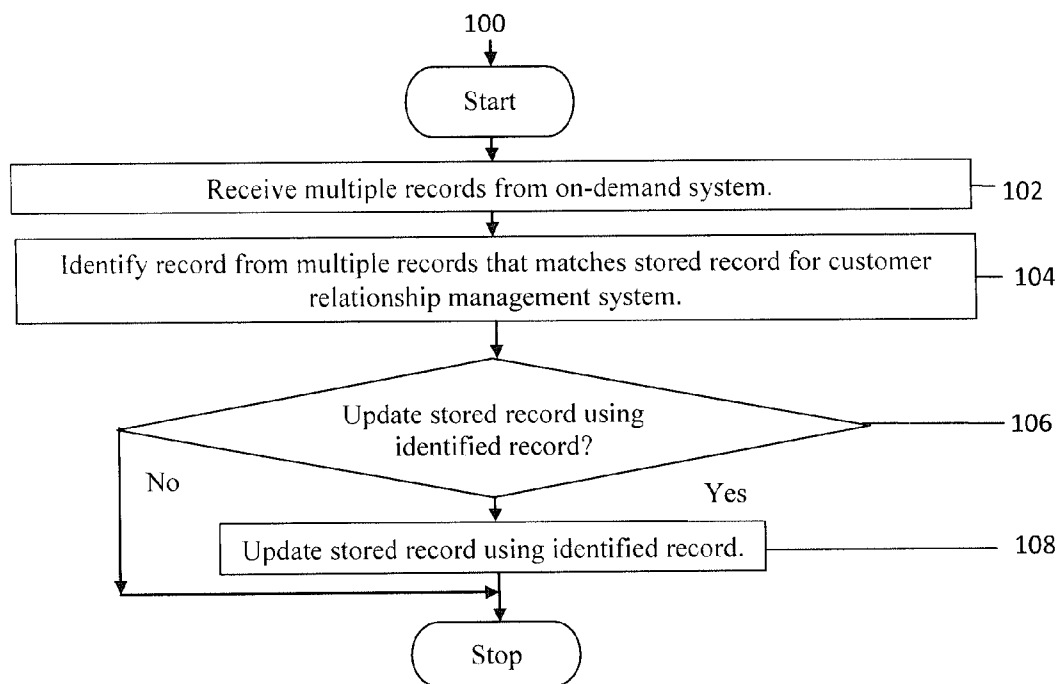 100
Start
Receive multiple records from on-demand system.
102
Identify record from multiple records that matches stored record for customer
relationship management system.
104
Update stored record using
identified record?
106
No
Yes
Update stored record using identified record.
108
Stop